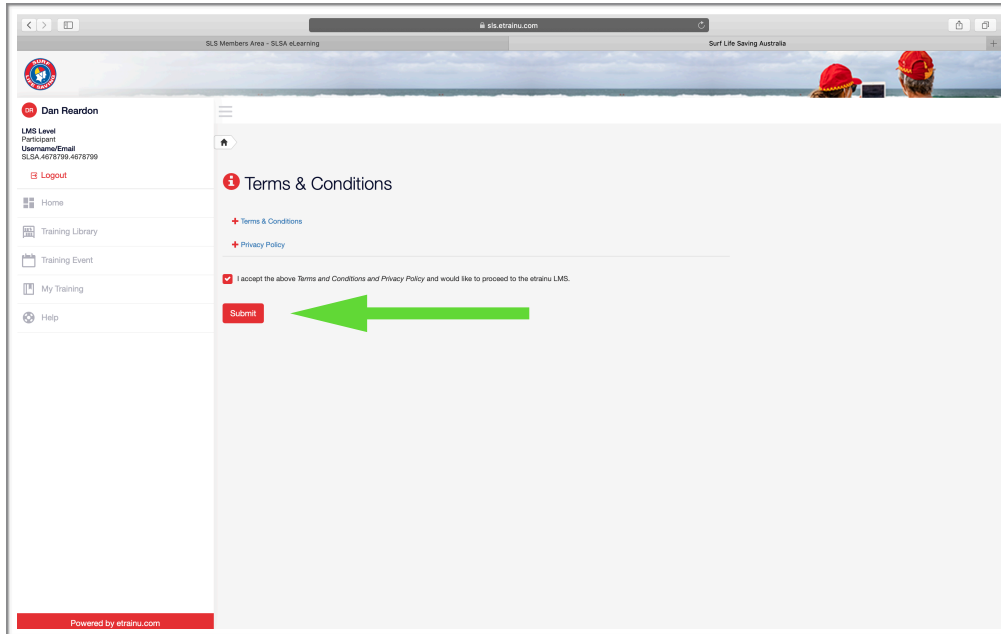 sls.etrainu.com
SLS Members Area - SLSA eLearning
Surf Life Saving Australia
SURF
LIFE SAVING
DR Dan Reardon
LMS Level
Participant
Username/Email
SLSA.4678799.4678799
Logout
Home
Training Library
Training Event
My Training
Help
Terms & Conditions
Terms & Conditions
Privacy Policy
I accept the above Terms and Conditions and Privacy Policy and would like to proceed to the etrainu LMS.
Submit
Powered by etrainu.com